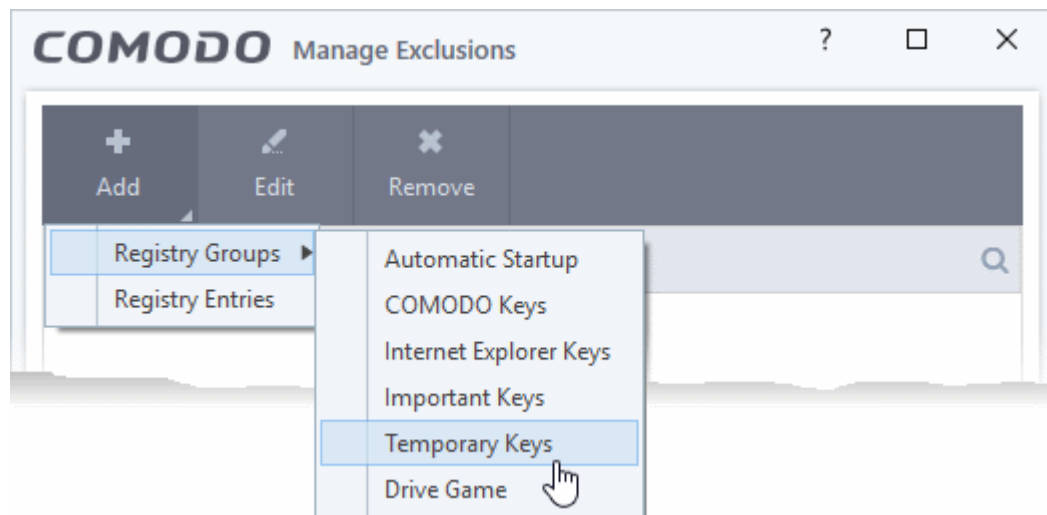 COMODO Manage Exclusions ?
Add Edit Remove
Registry Groups
Registry Entries
Automatic Startup
COMODO Keys
Internet Explorer Keys
Important Keys
Temporary Keys
Drive Game